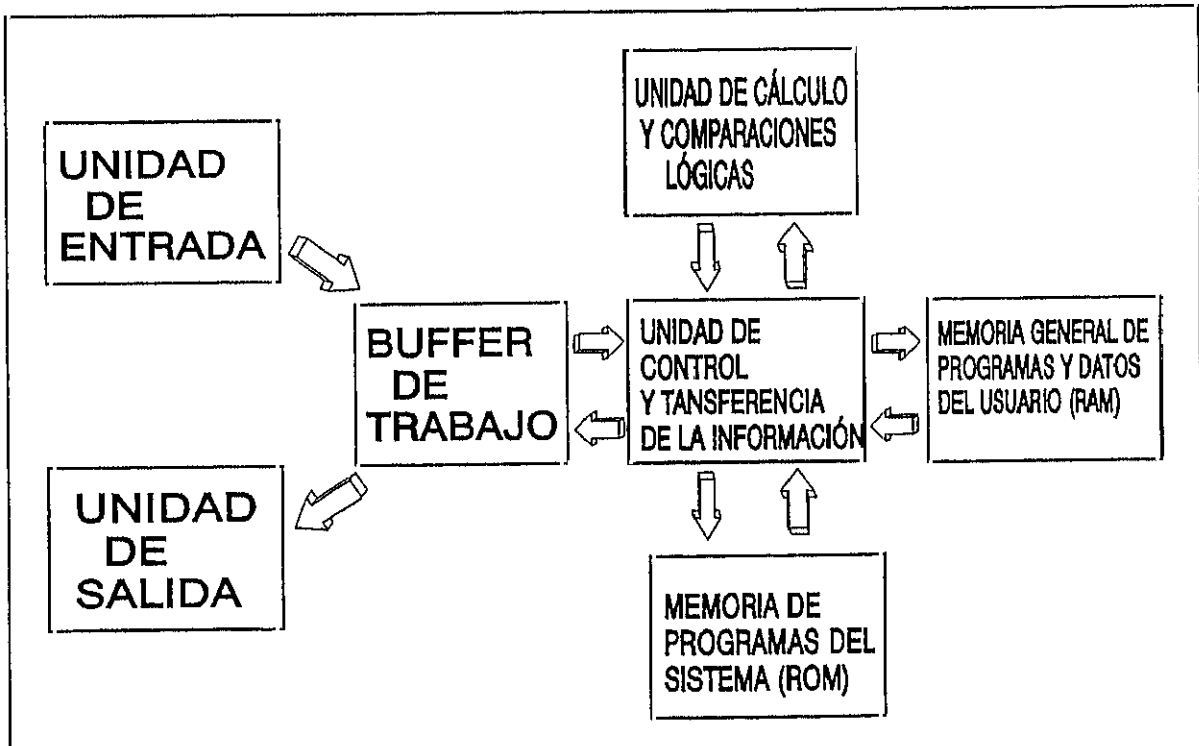 UNIDAD DE CÁLCULO
Y COMPARACIONES
LÓGICAS
UNIDAD
DE
ENTRADA
BUFFER
DE
TRABAJO
UNIDAD DE
CONTROL
Y TANSFERENCIA
DE LA INFORMACIÓN
MEMORIA GENERAL DE
PROGRAMAS Y DATOS
DEL USUARIO (RAM)
UNIDAD
DE
SALIDA
MEMORIA DE
PROGRAMAS DEL
SISTEMA (ROM)